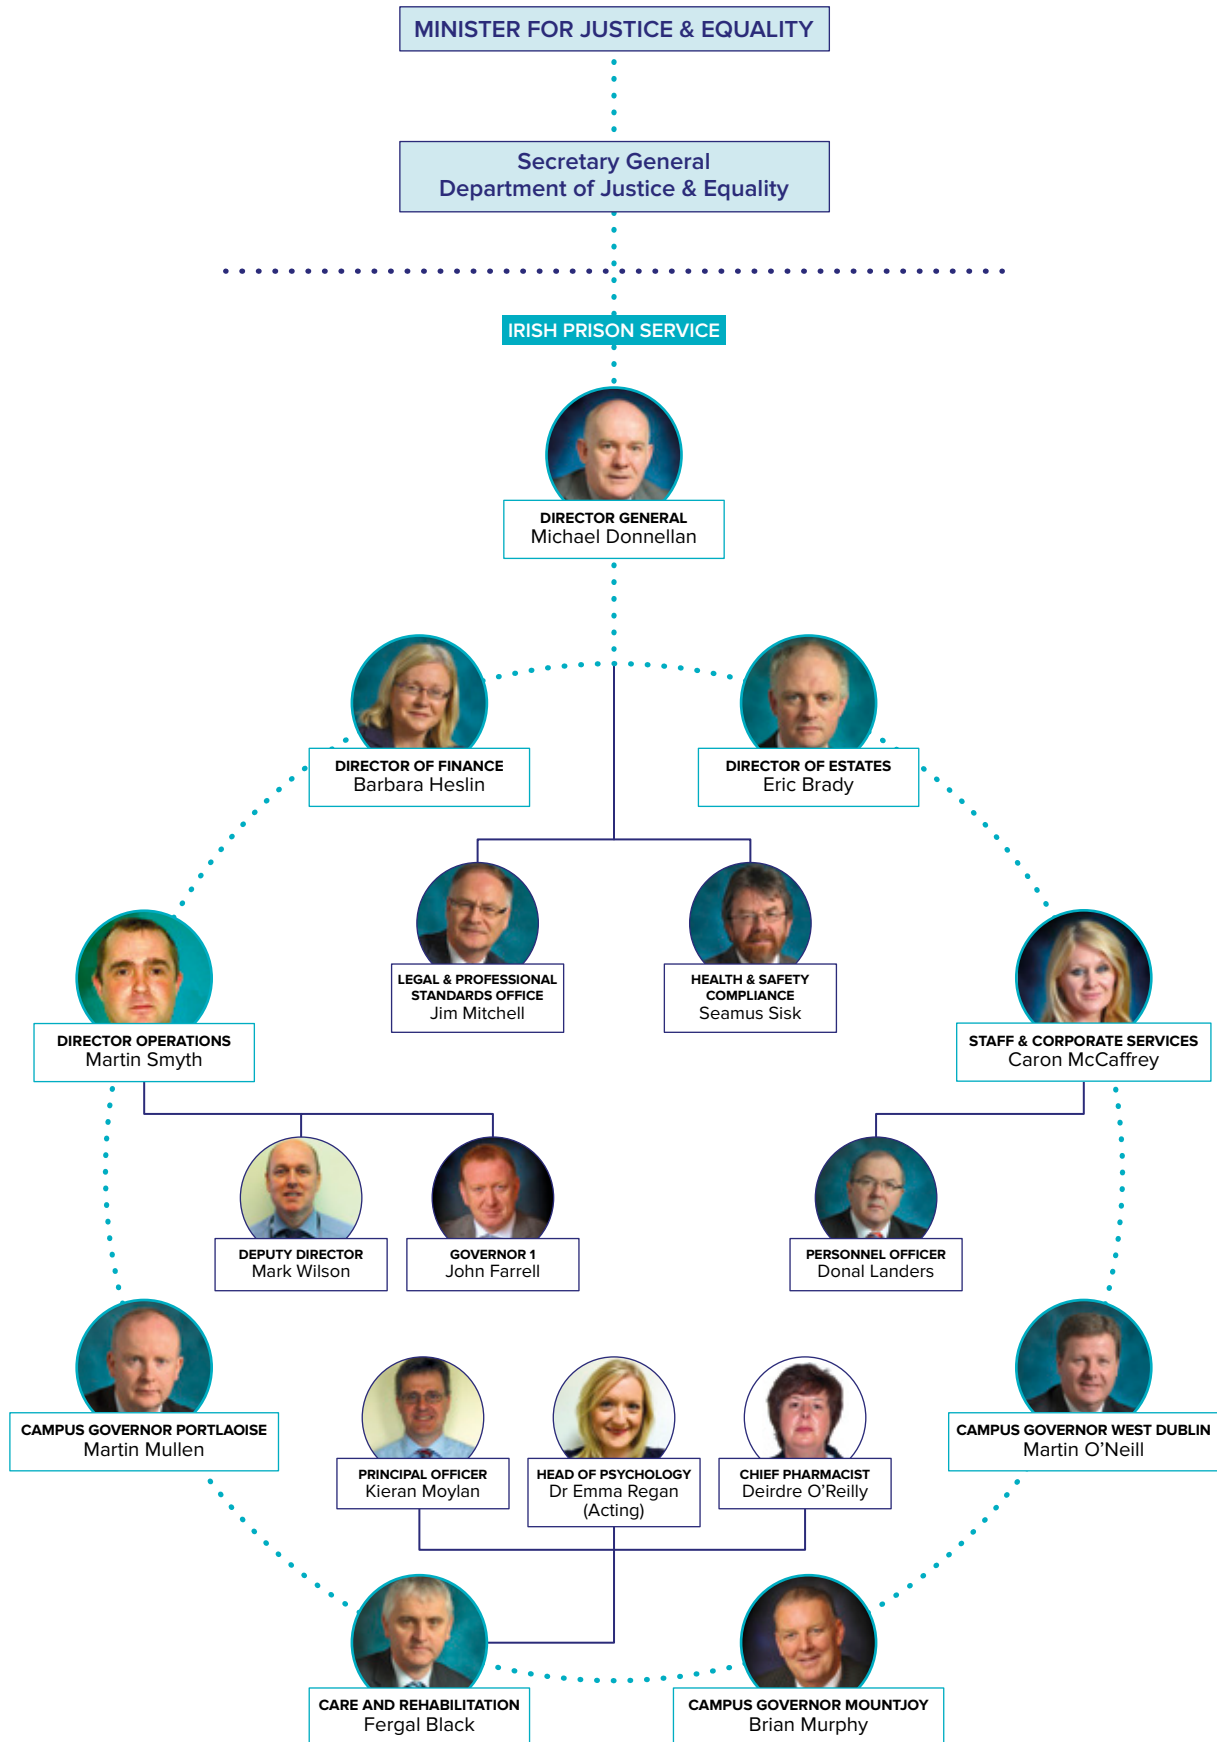 MINISTER FOR JUSTICE & EQUALITY
Secretary General
Department of Justice & Equality
IRISH PRISON SERVICE
DIRECTOR GENERAL
Michael Donnellan
DIRECTOR OF FINANCE
Barbara Heslin
DIRECTOR OF ESTATES
Eric Brady
LEGAL & PROFESSIONAL
STANDARDS OFFICE
Jim Mitchell
HEALTH & SAFETY
COMPLIANCE
Seamus Sisk
DIRECTOR OPERATIONS
Martin Smyth
STAFF & CORPORATE SERVICES
Caron McCaffrey
DEPUTY DIRECTOR
Mark Wilson
GOVERNOR 1
John Farrell
PERSONNEL OFFICER
Donal Landers
CAMPUS GOVERNOR PORTLAOISE
Martin Mullen
CAMPUS GOVERNOR WEST DUBLIN
Martin O'Neill
PRINCIPAL OFFICER
Kieran Moylan
HEAD OF PSYCHOLOGY
Dr Emma Regan
(Acting)
CHIEF PHARMACIST
Deirdre O'Reilly
CARE AND REHABILITATION
Fergal Black
CAMPUS GOVERNOR MOUNTJOY
Brian Murphy